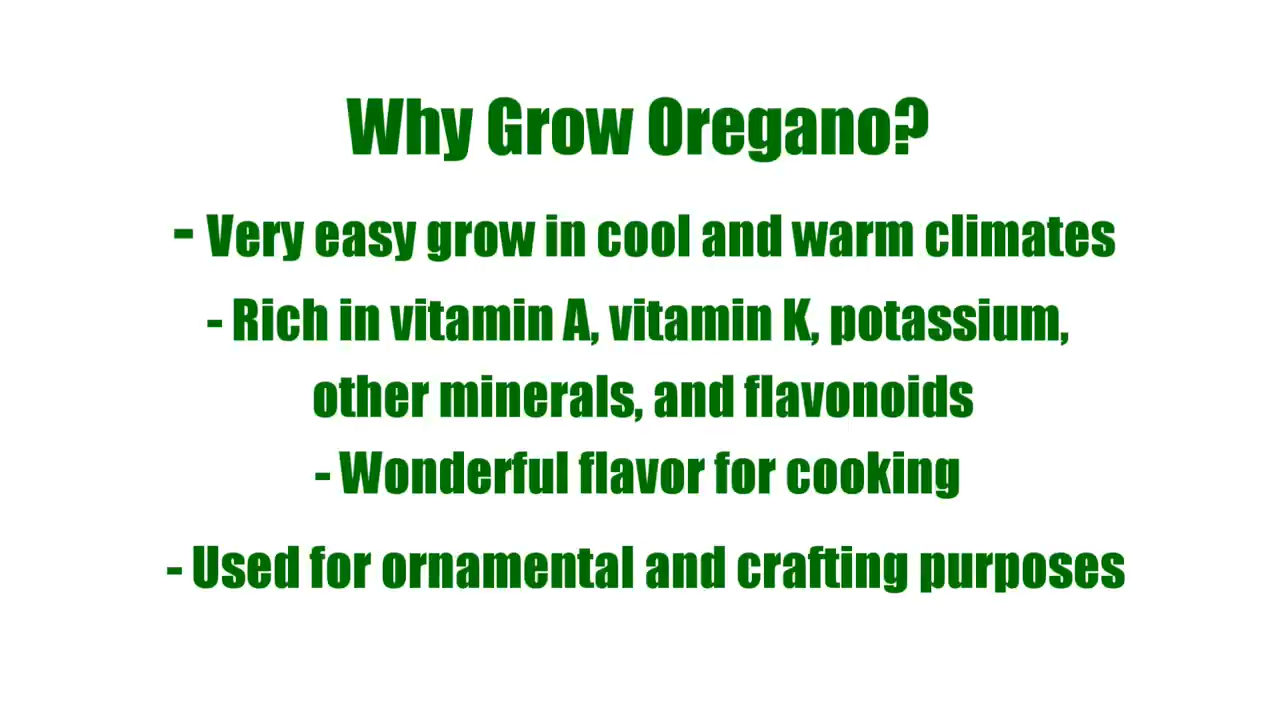 Why Grow Oregano?
- Very easy grow in cool and warm climates
- Rich in vitamin A, vitamin K, potassium,
other minerals, and flavonoids
- Wonderful flavor for cooking
- Used for ornamental and crafting purposes